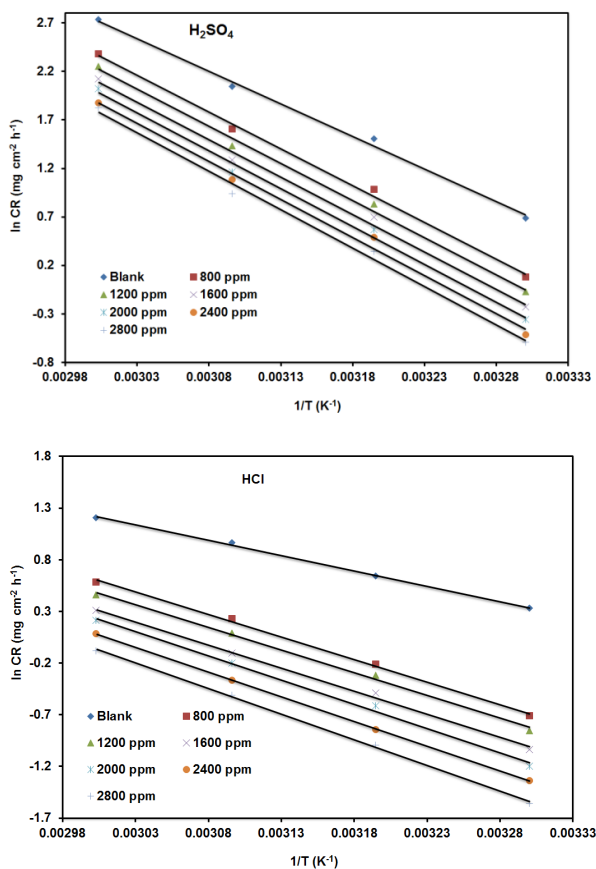 H₂SO₄
ln CR (mg cm⁻² h⁻¹)
2.7
2.2
1.7
1.2
0.7
0.2
-0.3
-0.8
Blank 800 ppm
1200 ppm 1600 ppm
2000 ppm 2400 ppm
2800 ppm
0.00298 0.00303 0.00308 0.00313 0.00318 0.00323 0.00328 0.00333
1/T (K⁻¹)
HCl
ln CR (mg cm⁻² h⁻¹)
1.8
1.3
0.8
0.3
-0.2
-0.7
-1.2
-1.7
Blank 800 ppm
1200 ppm 1600 ppm
2000 ppm 2400 ppm
2800 ppm
0.00298 0.00303 0.00308 0.00313 0.00318 0.00323 0.00328 0.00333
1/T (K⁻¹)